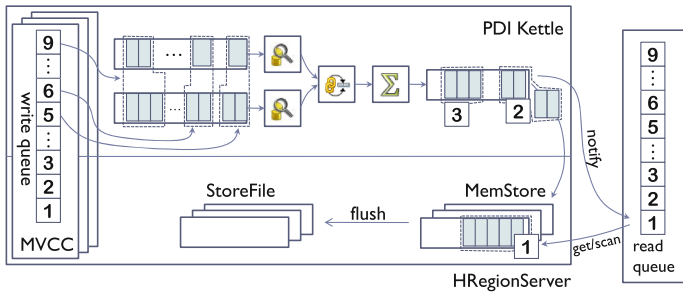 PDI Kettle
9
⋮
6
5
⋮
3
2
1
write queue
MVCC
...
...
Σ
3
2
notify
9
⋮
6
5
⋮
3
2
1
read
queue
StoreFile
flush
MemStore
1
get/scan
HRegionServer